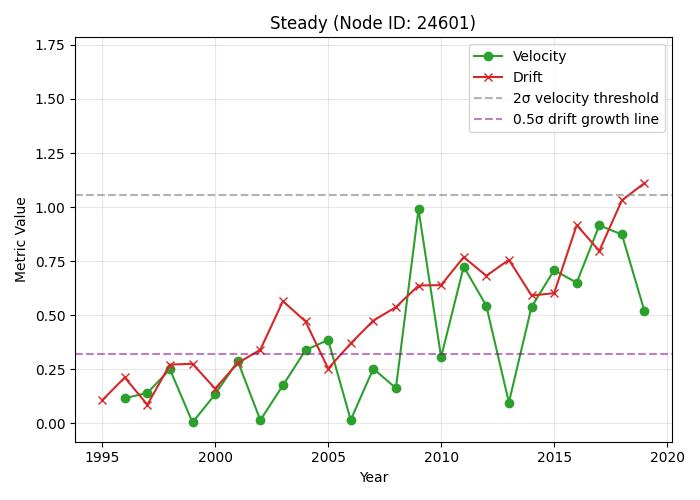 Steady (Node ID: 24601)
Velocity
Drift
2σ velocity threshold
0.5σ drift growth line
1.75
1.50
1.25
1.00
0.75
0.50
0.25
0.00
Metric Value
1995 2000 2005 2010 2015 2020
Year